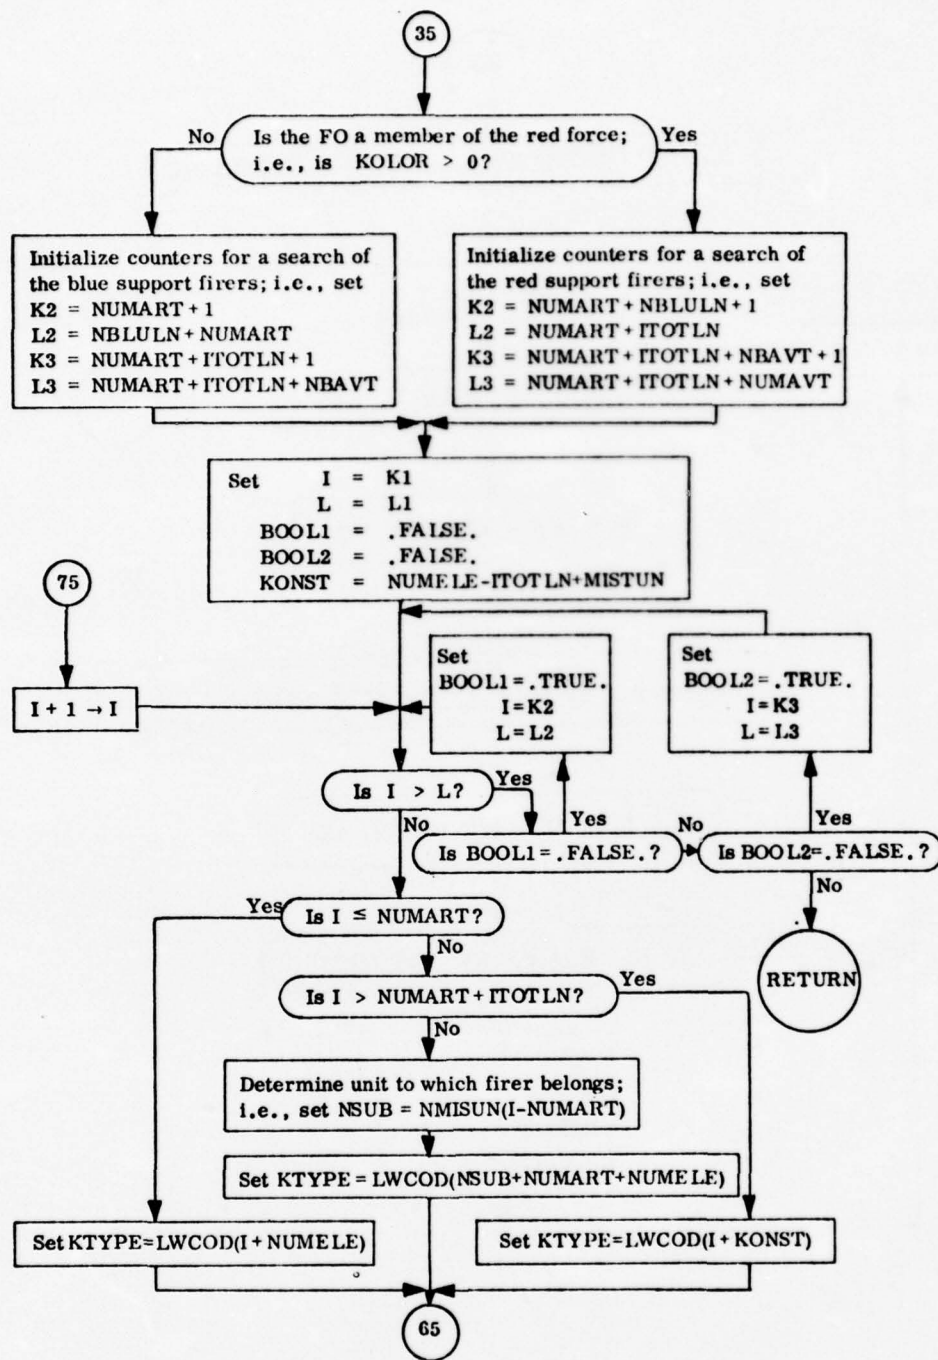 35
Is the FO a member of the red force;
i.e., is KOLOR > 0?
No
Yes
Initialize counters for a search of
the blue support firers; i.e., set
K2 = NUMART + 1
L2 = NBLULN + NUMART
K3 = NUMART + ITOTLN + 1
L3 = NUMART + ITOTLN + NBAVT
Initialize counters for a search of
the red support firers; i.e., set
K2 = NUMART + NBLULN + 1
L2 = NUMART + ITOTLN
K3 = NUMART + ITOTLN + NBAVT + 1
L3 = NUMART + ITOTLN + NUMAVT
Set I = K1
L = L1
BOOL1 = .FALSE.
BOOL2 = .FALSE.
KONST = NUMELE-ITOTLN+MISTUN
75
I + 1 → I
Set
BOOL1 = .TRUE.
I = K2
L = L2
Set
BOOL2 = .TRUE.
I = K3
L = L3
Is I > L?
Yes
No
Is BOOL1 = .FALSE. ?
Yes
No
Is BOOL2 = .FALSE. ?
Yes
No
RETURN
Is I ≤ NUMART?
Yes
No
Is I > NUMART + ITOTLN?
Yes
No
Determine unit to which firer belongs;
i.e., set NSUB = NMISUN(I-NUMART)
Set KTYPE = LWCOD(NSUB+NUMART+NUMELE)
Set KTYPE=LWCOD(I + NUMELE)
Set KTYPE=LWCOD(I + KONST)
65